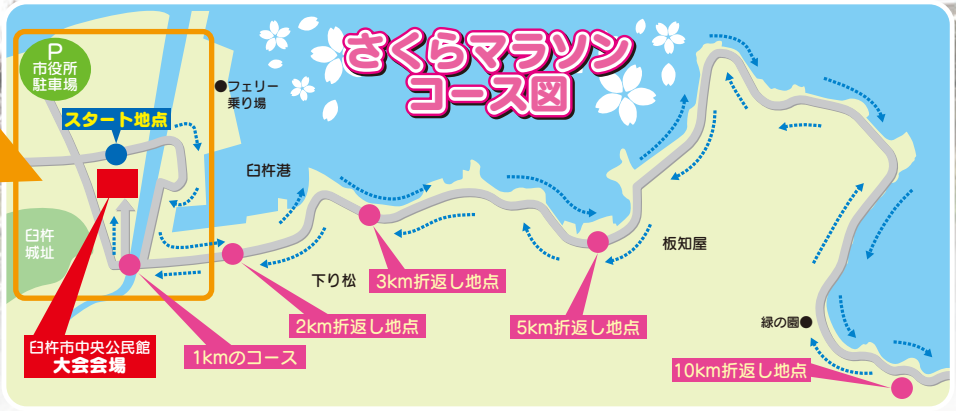 さくらマラソン
コース図
P
市役所
駐車場
スタート地点
フェリー
乗り場
臼杵港
臼杵
城址
板知屋
下り松
3km折返し地点
2km折返し地点
5km折返し地点
緑の園
1kmのコース
臼杵市中央公民館
大会会場
10km折返し地点